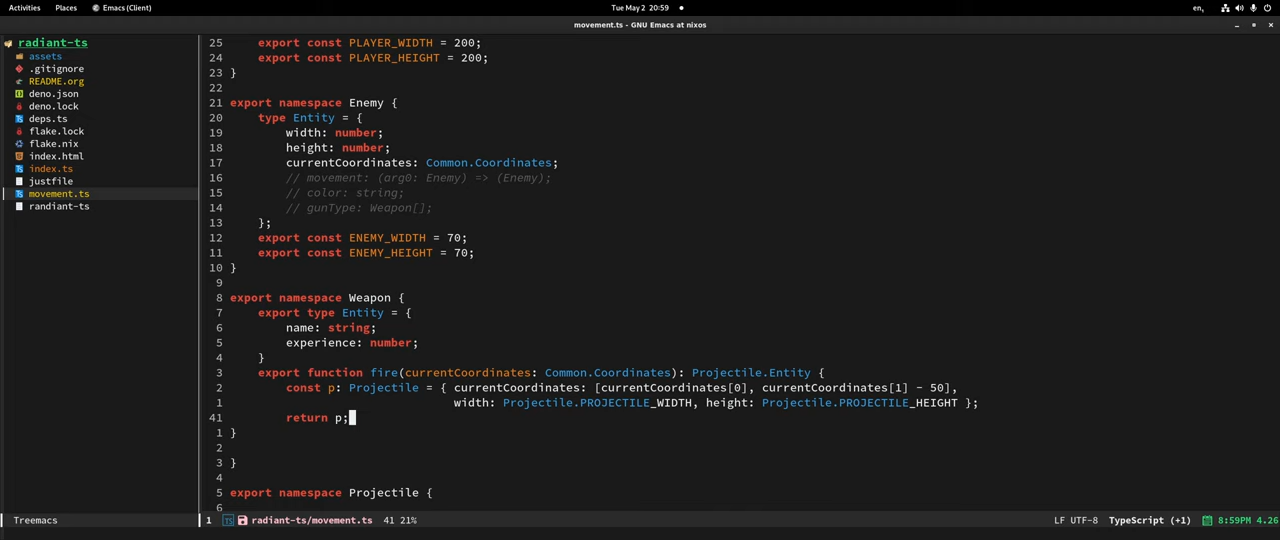 Activities Places Emacs (Client) Tue May 2 20:59 en,
movement.ts - GNU Emacs at nixos
radiant-ts
assets
.gitignore
README.org
deno.json
deno.lock
deps.ts
flake.lock
flake.nix
index.html
index.ts
justfile
movement.ts
randiant-ts
25 export const PLAYER_WIDTH = 200;
24 export const PLAYER_HEIGHT = 200;
23 }
22
21 export namespace Enemy {
20 type Entity = {
19 width: number;
18 height: number;
17 currentCoordinates: Common.Coordinates;
16 // movement: (arg0: Enemy) => (Enemy);
15 // color: string;
14 // gunType: Weapon[];
13 };
12 export const ENEMY_WIDTH = 70;
11 export const ENEMY_HEIGHT = 70;
10 }
9
8 export namespace Weapon {
7 export type Entity = {
6 name: string;
5 experience: number;
4 }
3 export function fire(currentCoordinates: Common.Coordinates): Projectile.Entity {
2 const p: Projectile = { currentCoordinates: [currentCoordinates[0], currentCoordinates[1] - 50],
1 width: Projectile.PROJECTILE_WIDTH, height: Projectile.PROJECTILE_HEIGHT };
41 return p;
1 }
2
3 }
4
5 export namespace Projectile {
6
Treemacs
1 TS radiant-ts/movement.ts 41 21% LF UTF-8 TypeScript (+1) 8:59PM 4.26